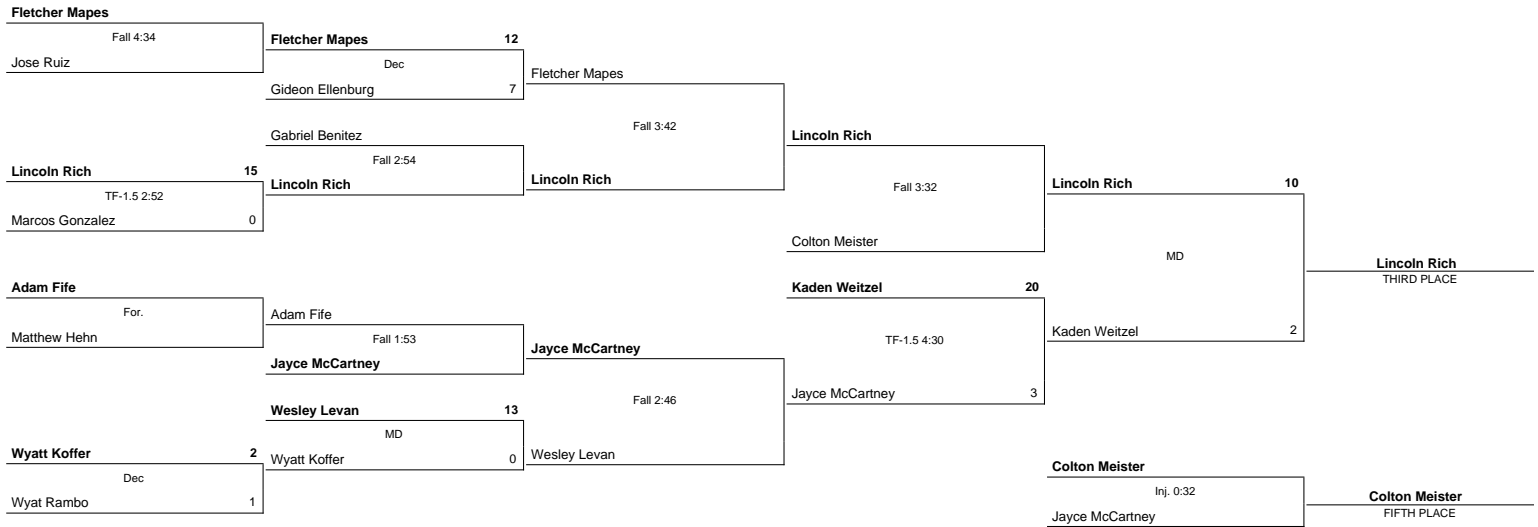 Fletcher Mapes
Fall 4:34
Jose Ruiz
Lincoln Rich 15
TF-1.5 2:52
Marcos Gonzalez 0
Adam Fife
For.
Matthew Hehn
Wyatt Koffer 2
Dec
Wyat Rambo 1
Fletcher Mapes 12
Dec
Gideon Ellenburg 7
Gabriel Benitez
Fall 2:54
Lincoln Rich
Adam Fife
Fall 1:53
Jayce McCartney
Wesley Levan 13
MD
Wyatt Koffer 0
Fletcher Mapes
Fall 3:42
Lincoln Rich
Jayce McCartney
Fall 2:46
Wesley Levan
Lincoln Rich
Fall 3:32
Colton Meister
Kaden Weitzel 20
TF-1.5 4:30
Jayce McCartney 3
Lincoln Rich 10
MD
Kaden Weitzel 2
Lincoln Rich
THIRD PLACE
Colton Meister
Inj. 0:32
Jayce McCartney
Colton Meister
FIFTH PLACE